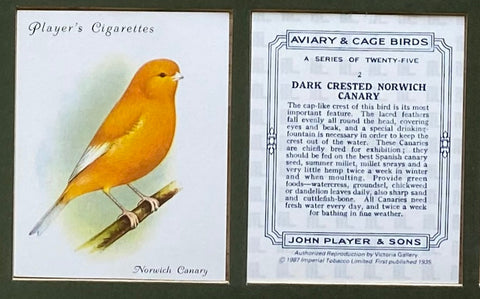 Player's Cigarettes
Norwich Canary
AVIARY & CAGE BIRDS
A SERIES OF TWENTY-FIVE
2
DARK CRESTED NORWICH
CANARY
The cap-like crest of this bird is its most
important feature. The laced feathers
fall evenly all round the head, covering
eyes and beak, and a special drinking-
fountain is necessary in order to keep the
crest out of the water. These Canaries
are chiefly bred for exhibition; they
should be fed on the best Spanish canary
seed, summer rape, millet sprays and a
very little hemp twice a week in winter
and when moulting. Provide green
foods—watercress, groundsel, chickweed
or dandelion leaves daily, also sharp sand
and cuttlefish-bone. All Canaries need
fresh water every day, and twice a week
for bathing in fine weather.
JOHN PLAYER & SONS
Authorized Reproduction by Victoria Gallery
© 1987 Imperial Tobacco Limited. First published 1935.